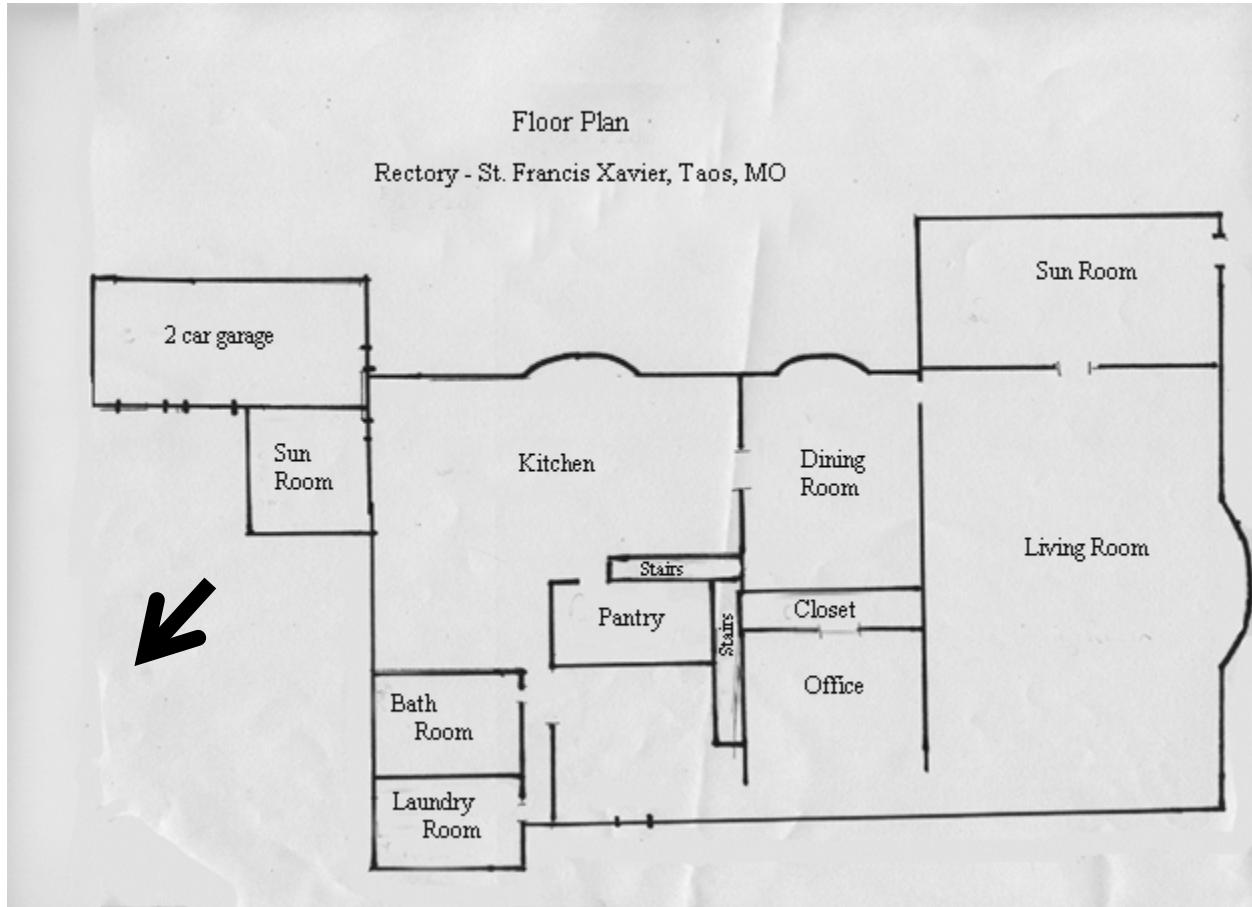 Floor Plan
Rectory - St. Francis Xavier, Taos, MO
Sun Room
2 car garage
Sun
Room
Kitchen
Dining
Room
Living Room
Stairs
Pantry
Stairs
Closet
Office
Bath
Room
Laundry
Room